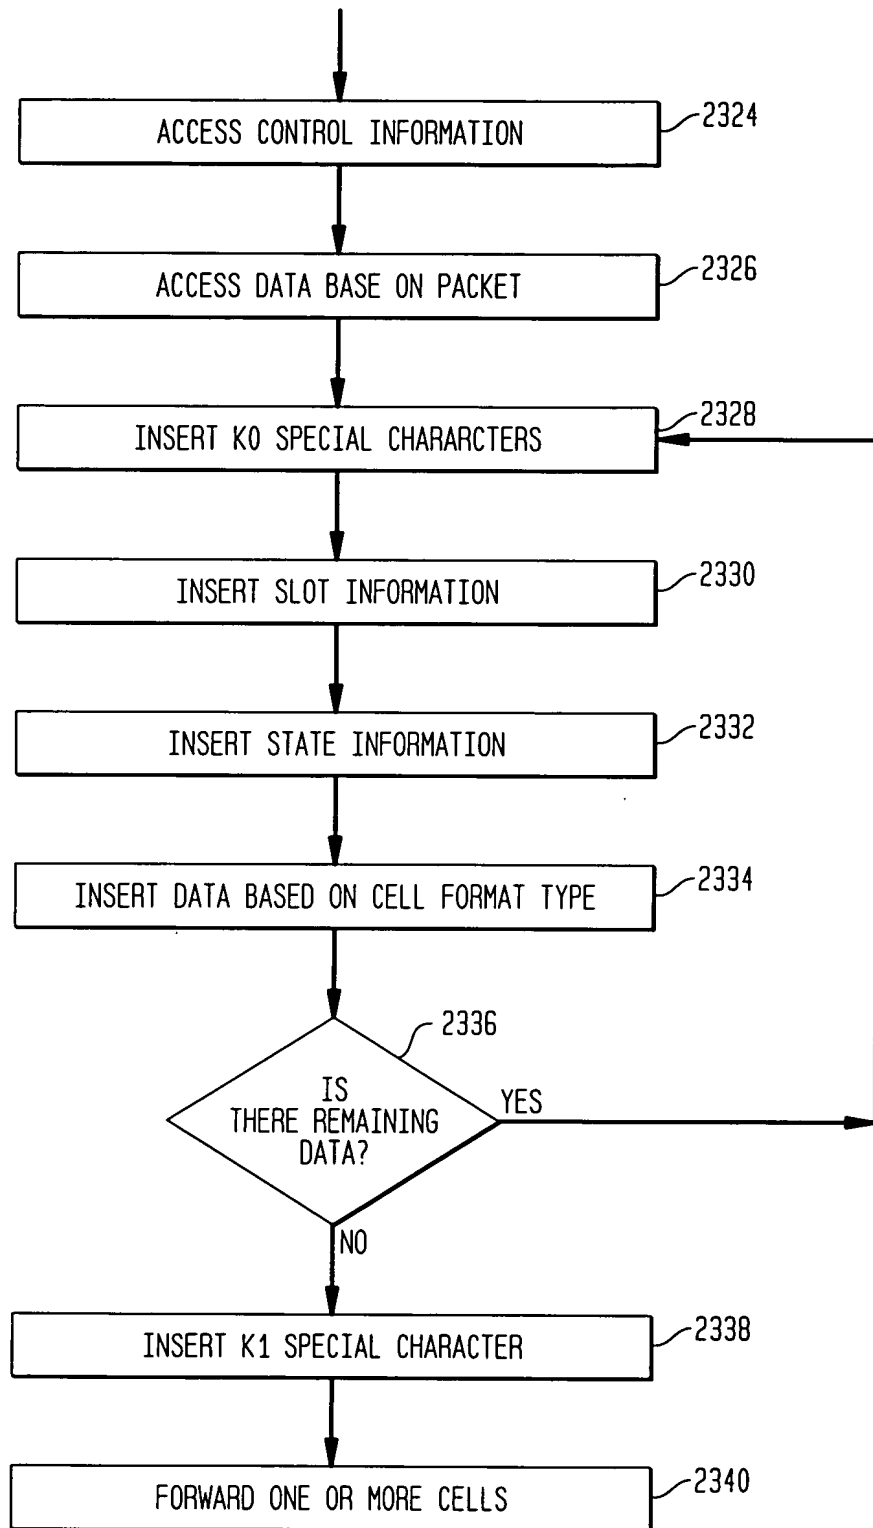 ACCESS CONTROL INFORMATION
2324
ACCESS DATA BASE ON PACKET
2326
INSERT K0 SPECIAL CHARARCTERS
2328
INSERT SLOT INFORMATION
2330
INSERT STATE INFORMATION
2332
INSERT DATA BASED ON CELL FORMAT TYPE
2334
2336
IS
THERE REMAINING
DATA?
YES
NO
INSERT K1 SPECIAL CHARACTER
2338
FORWARD ONE OR MORE CELLS
2340